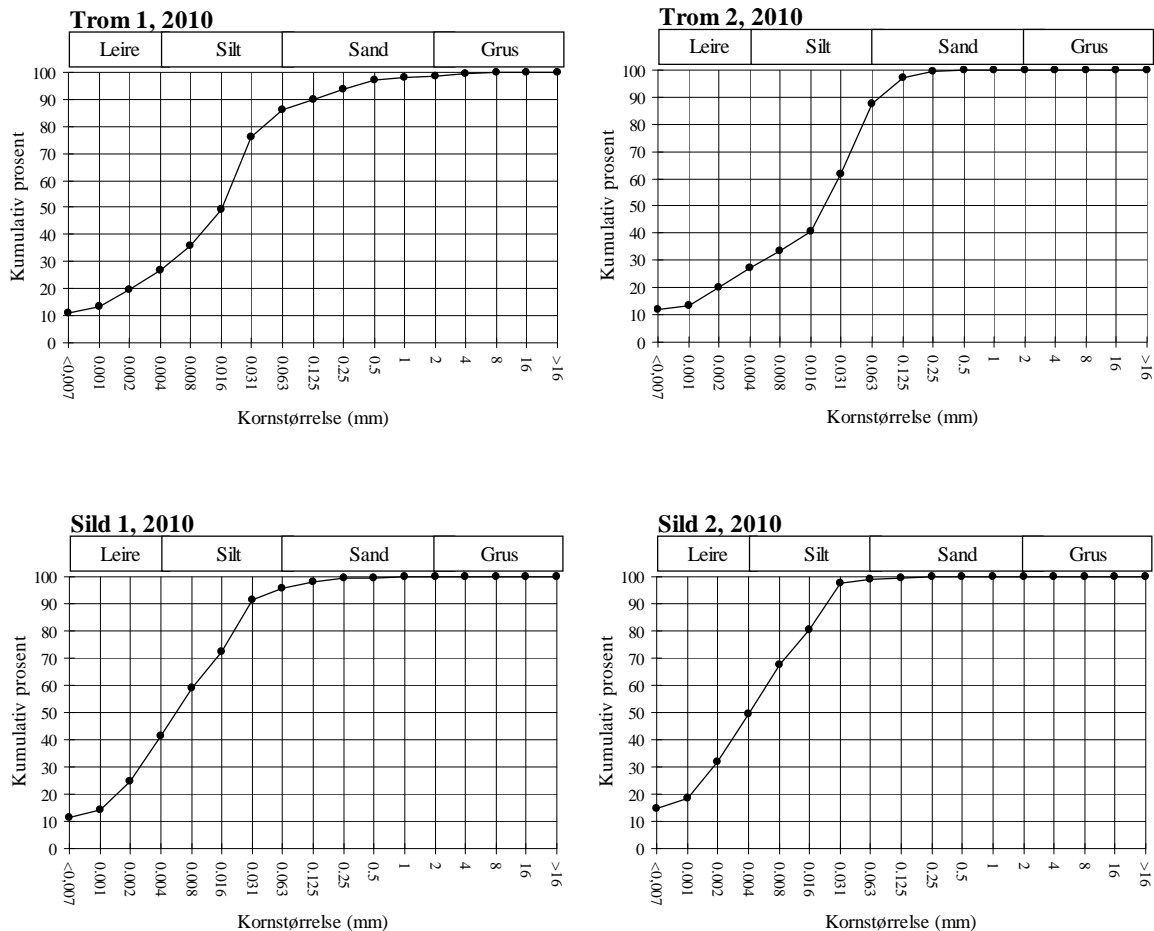 Trom 1, 2010
Leire Silt Sand Grus
Kumulativ prosent
100
90
80
70
60
50
40
30
20
10
0
<0,007 0.001 0.002 0.004 0.008 0.016 0.031 0.063 0.125 0.25 0.5 1 2 4 8 16 >16
Kornstørrelse (mm)
Trom 2, 2010
Leire Silt Sand Grus
Kumulativ prosent
100
90
80
70
60
50
40
30
20
10
0
<0,007 0.001 0.002 0.004 0.008 0.016 0.031 0.063 0.125 0.25 0.5 1 2 4 8 16 >16
Kornstørrelse (mm)
Sild 1, 2010
Leire Silt Sand Grus
Kumulativ prosent
100
90
80
70
60
50
40
30
20
10
0
<0,007 0.001 0.002 0.004 0.008 0.016 0.031 0.063 0.125 0.25 0.5 1 2 4 8 16 >16
Kornstørrelse (mm)
Sild 2, 2010
Leire Silt Sand Grus
Kumulativ prosent
100
90
80
70
60
50
40
30
20
10
0
<0,007 0.001 0.002 0.004 0.008 0.016 0.031 0.063 0.125 0.25 0.5 1 2 4 8 16 >16
Kornstørrelse (mm)